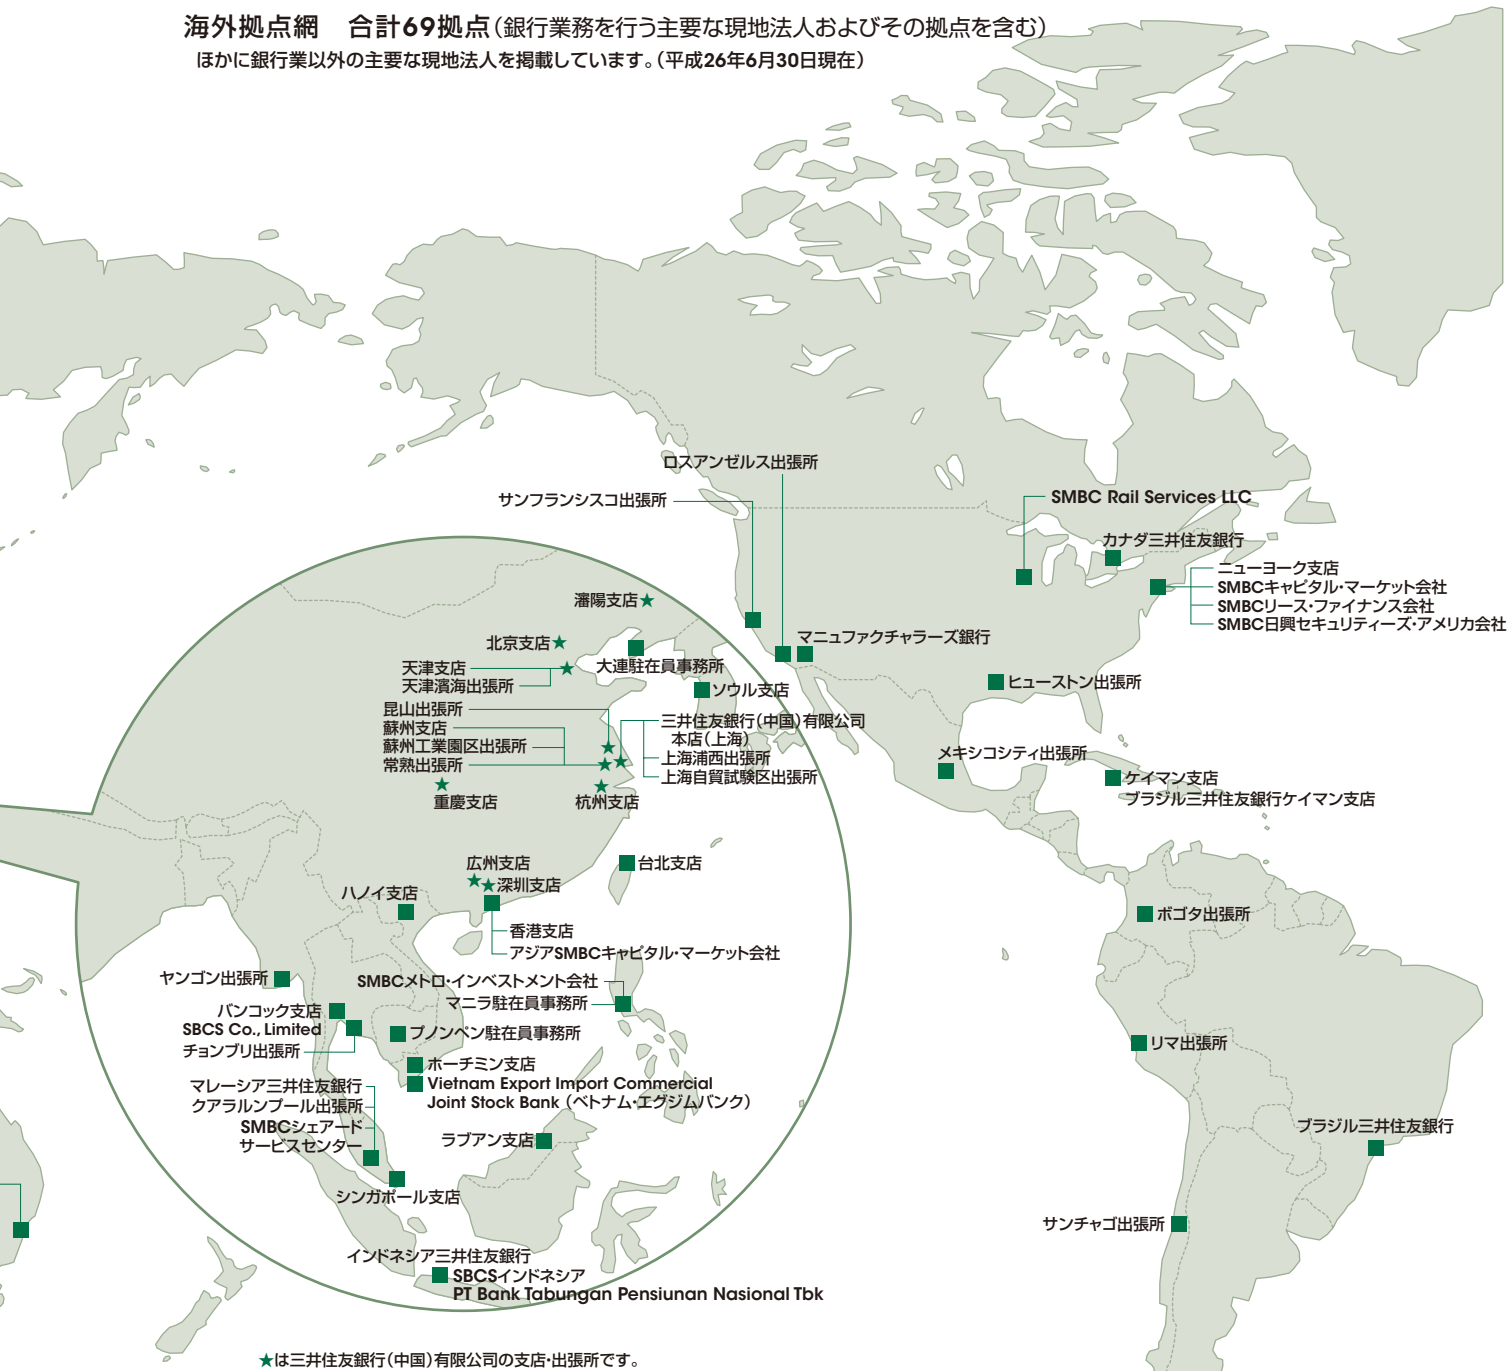 海外拠点網　合計69拠点(銀行業務を行う主要な現地法人およびその拠点を含む)
ほかに銀行業以外の主要な現地法人を掲載しています。(平成26年6月30日現在)
ロスアンゼルス出張所
サンフランシスコ出張所
SMBC Rail Services LLC
カナダ三井住友銀行
ニューヨーク支店
SMBCキャピタル・マーケット会社
SMBCリース・ファイナンス会社
SMBC日興セキュリティーズ・アメリカ会社
マニュファクチャラーズ銀行
ヒューストン出張所
メキシコシティ出張所
ケイマン支店
ブラジル三井住友銀行ケイマン支店
ボゴタ出張所
リマ出張所
ブラジル三井住友銀行
サンチャゴ出張所
瀋陽支店★
北京支店★
大連駐在員事務所
天津支店
天津濱海出張所
ソウル支店
昆山出張所
蘇州支店
蘇州工業園区出張所
常熟出張所
三井住友銀行(中国)有限公司
本店(上海)
上海浦西出張所
上海自貿試験区出張所
重慶支店
杭州支店
台北支店
広州支店
深圳支店
ハノイ支店
香港支店
アジアSMBCキャピタル・マーケット会社
ヤンゴン出張所
SMBCメトロ・インベストメント会社
マニラ駐在員事務所
バンコック支店
SBCS Co., Limited
チョンブリ出張所
プノンペン駐在員事務所
ホーチミン支店
Vietnam Export Import Commercial
Joint Stock Bank (ベトナム・エグジムバンク)
マレーシア三井住友銀行
クアラルンプール出張所
SMBCシェアード
サービスセンター
ラブアン支店
シンガポール支店
インドネシア三井住友銀行
SBCSインドネシア
PT Bank Tabungan Pensiunan Nasional Tbk
★は三井住友銀行(中国)有限公司の支店・出張所です。